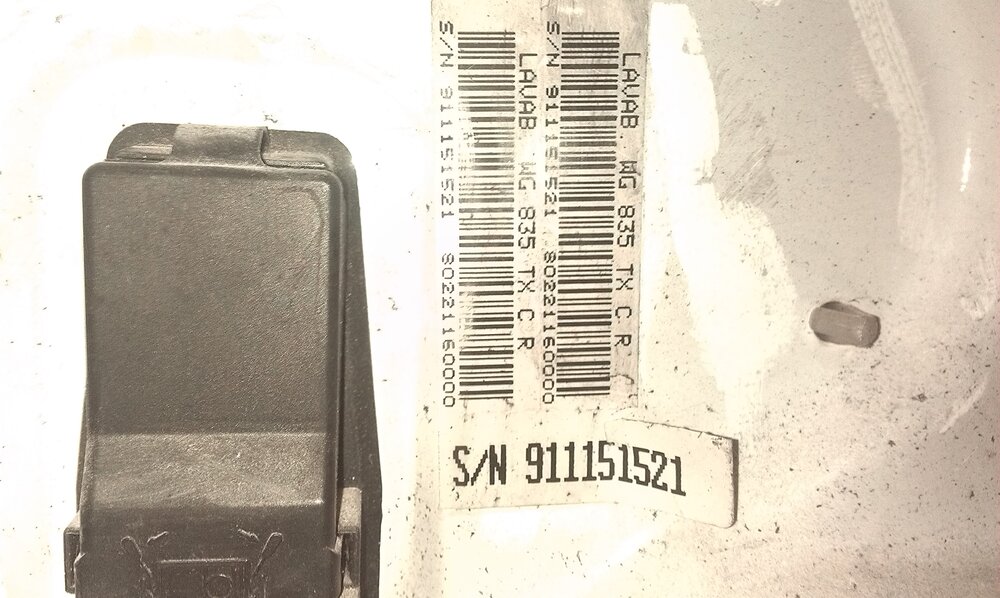 LAVAB. WG 835 TX C R
S/N 911151521 80221160000
LAVAB. WG 835 TX C R
S/N 911151521 80221160000
S/N 911151521